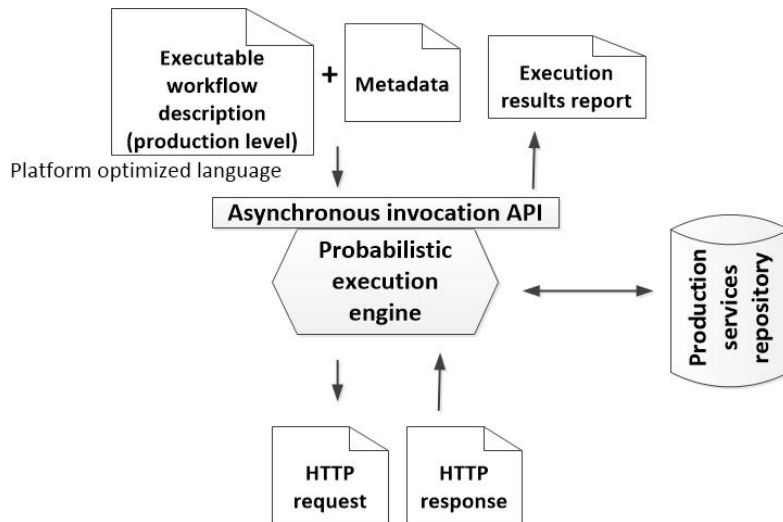 Executable
workflow
description
(production level)
+
Metadata
Execution
results report
Platform optimized language
Asynchronous invocation API
Probabilistic
execution
engine
Production
services
repository
HTTP
request
HTTP
response